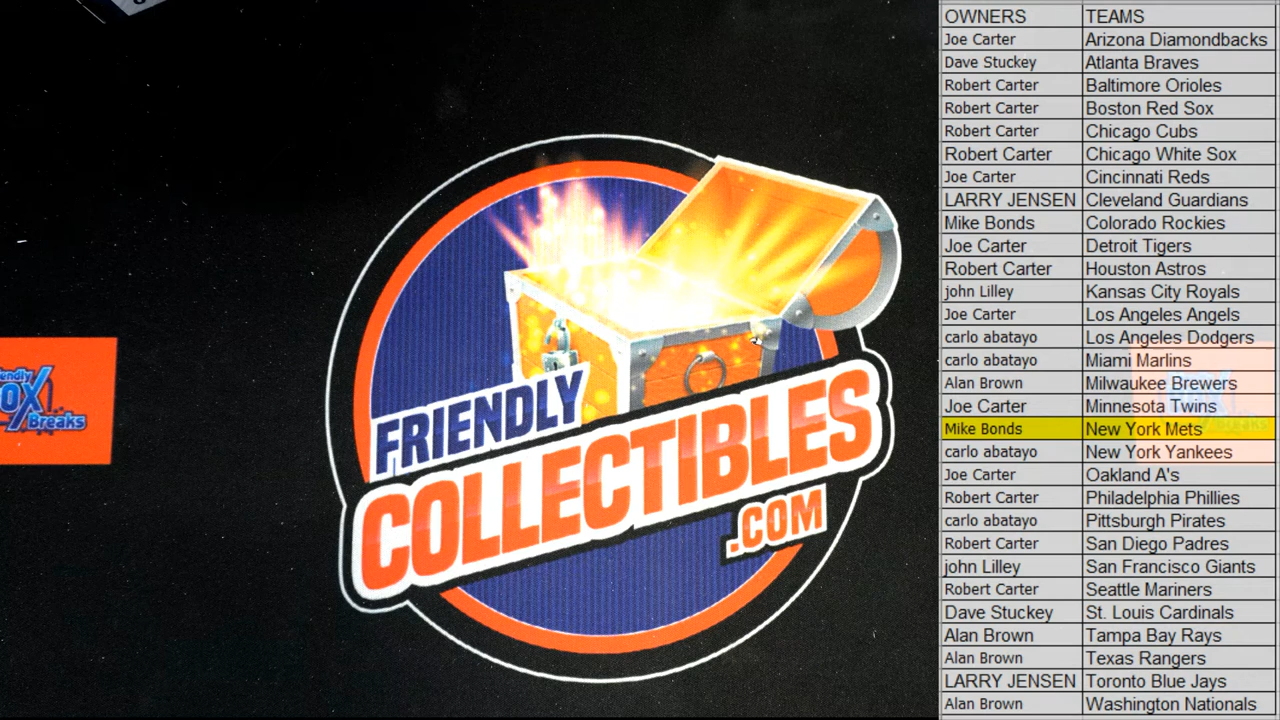 OWNERS TEAMS
Joe Carter Arizona Diamondbacks
Dave Stuckey Atlanta Braves
Robert Carter Baltimore Orioles
Robert Carter Boston Red Sox
Robert Carter Chicago Cubs
Robert Carter Chicago White Sox
Joe Carter Cincinnati Reds
LARRY JENSEN Cleveland Guardians
Mike Bonds Colorado Rockies
Joe Carter Detroit Tigers
Robert Carter Houston Astros
john Lilley Kansas City Royals
Joe Carter Los Angeles Angels
carlo abatayo Los Angeles Dodgers
carlo abatayo Miami Marlins
Alan Brown Milwaukee Brewers
Joe Carter Minnesota Twins
Mike Bonds New York Mets
carlo abatayo New York Yankees
Joe Carter Oakland A's
Robert Carter Philadelphia Phillies
carlo abatayo Pittsburgh Pirates
Robert Carter San Diego Padres
john Lilley San Francisco Giants
Robert Carter Seattle Mariners
Dave Stuckey St. Louis Cardinals
Alan Brown Tampa Bay Rays
Alan Brown Texas Rangers
LARRY JENSEN Toronto Blue Jays
Alan Brown Washington Nationals
FRIENDLY
COLLECTIBLES
.COM
Breaks